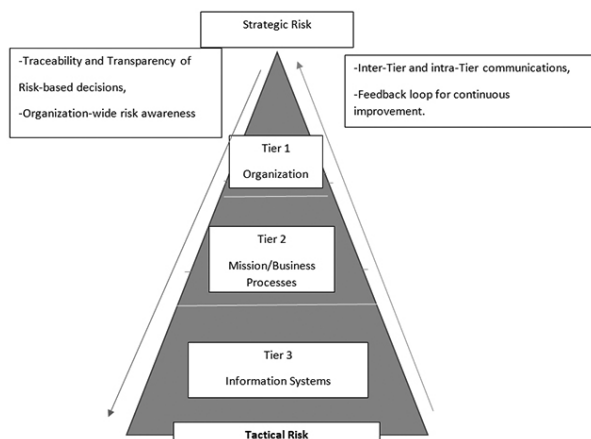 Strategic Risk
-Traceability and Transparency of
Risk-based decisions,
-Organization-wide risk awareness
-Inter-Tier and intra-Tier communications,
-Feedback loop for continuous
improvement.
Tier 1
Organization
Tier 2
Mission/Business
Processes
Tier 3
Information Systems
Tactical Risk